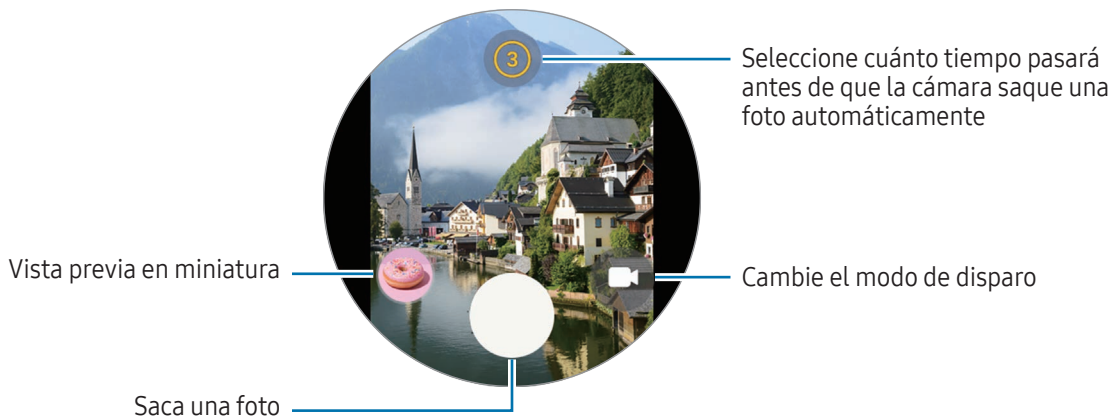 3
Seleccione cuánto tiempo pasará
antes de que la cámara saque una
foto automáticamente
Vista previa en miniatura
Cambie el modo de disparo
Saca una foto